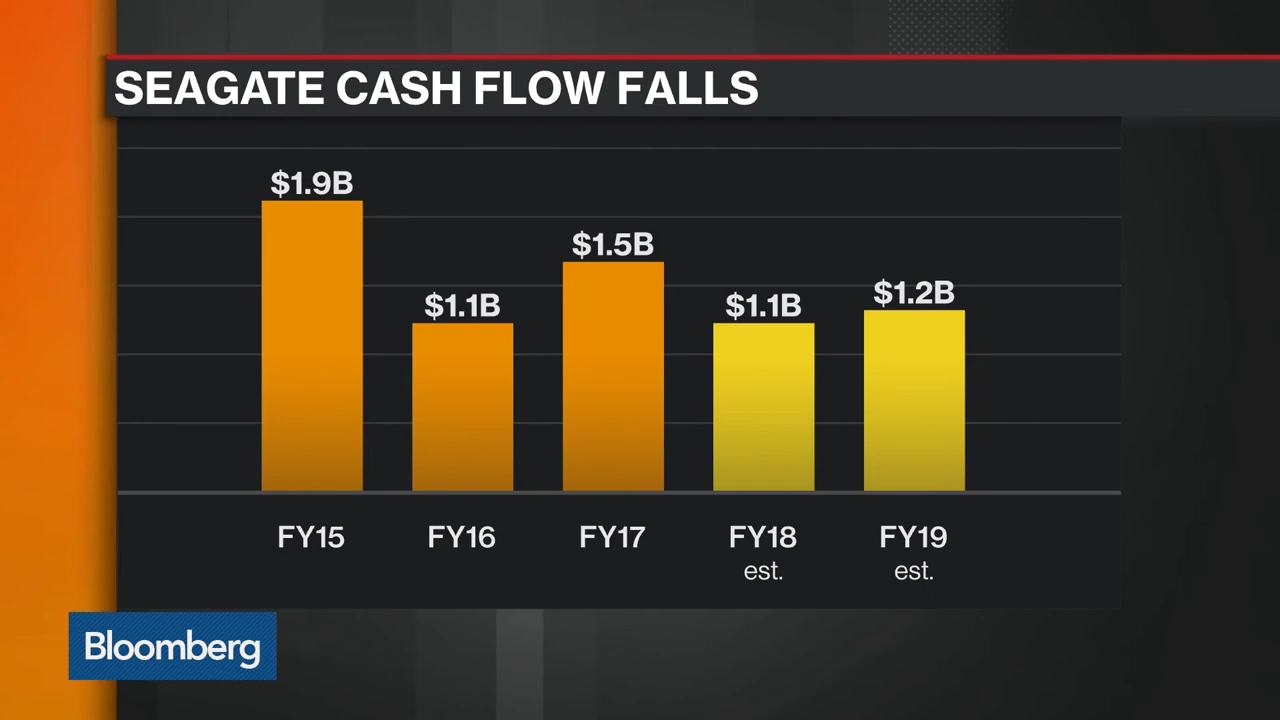 SEAGATE CASH FLOW FALLS
$1.9B
$1.1B
$1.5B
$1.1B
$1.2B
FY15
FY16
FY17
FY18
est.
FY19
est.
Bloomberg